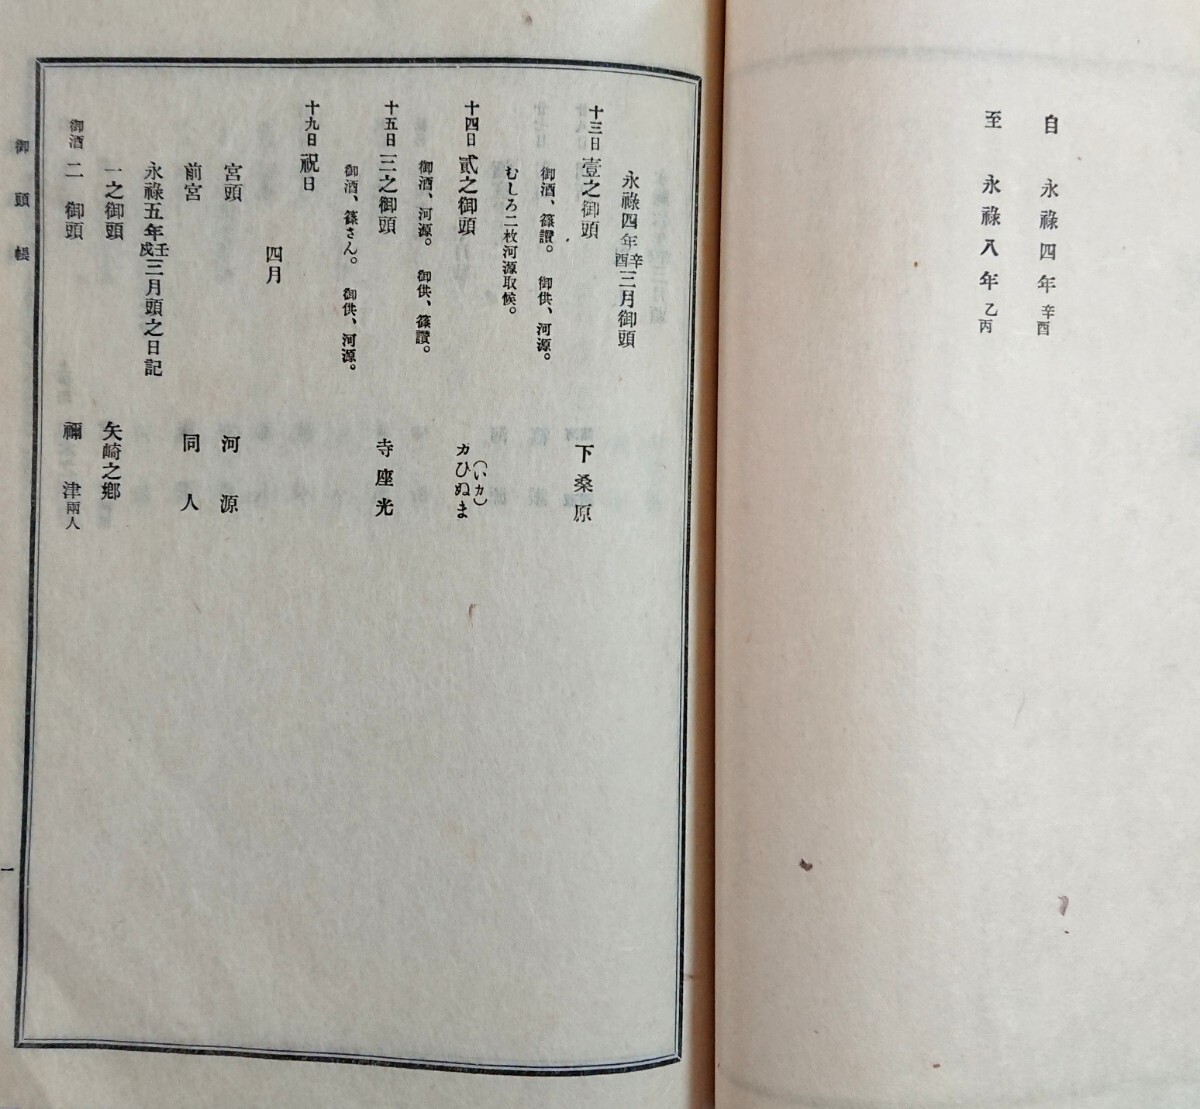 自 永祿四年辛酉
至 永祿八年乙丙
永祿四年辛酉三月御頭
十三日 壹之御頭 下桑原
御酒、篠讃。 御供、河源。
むしろ二枚河源取候。
十四日 貳之御頭 カひぬま(いカ)
御酒、河源。 御供、篠讃。
十五日 三之御頭 寺座光
御酒、篠さん。 御供、河源。
十九日 祝日
四月
宮頭 河源
前宮 同人
永祿五年壬戌三月頭之日記
一之御頭 矢崎之鄕
御酒 二 御頭 禰津兩人
御頭帳
一